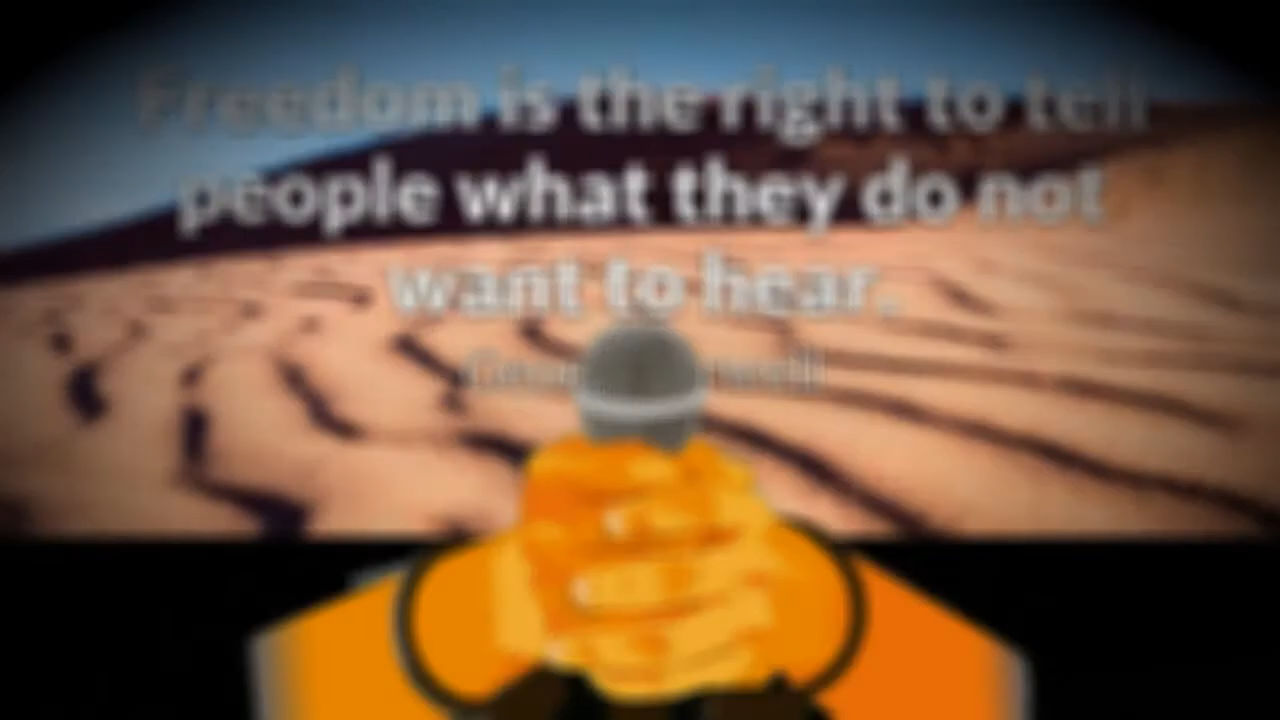 Freedom is the right to tell
people what they do not
want to hear.